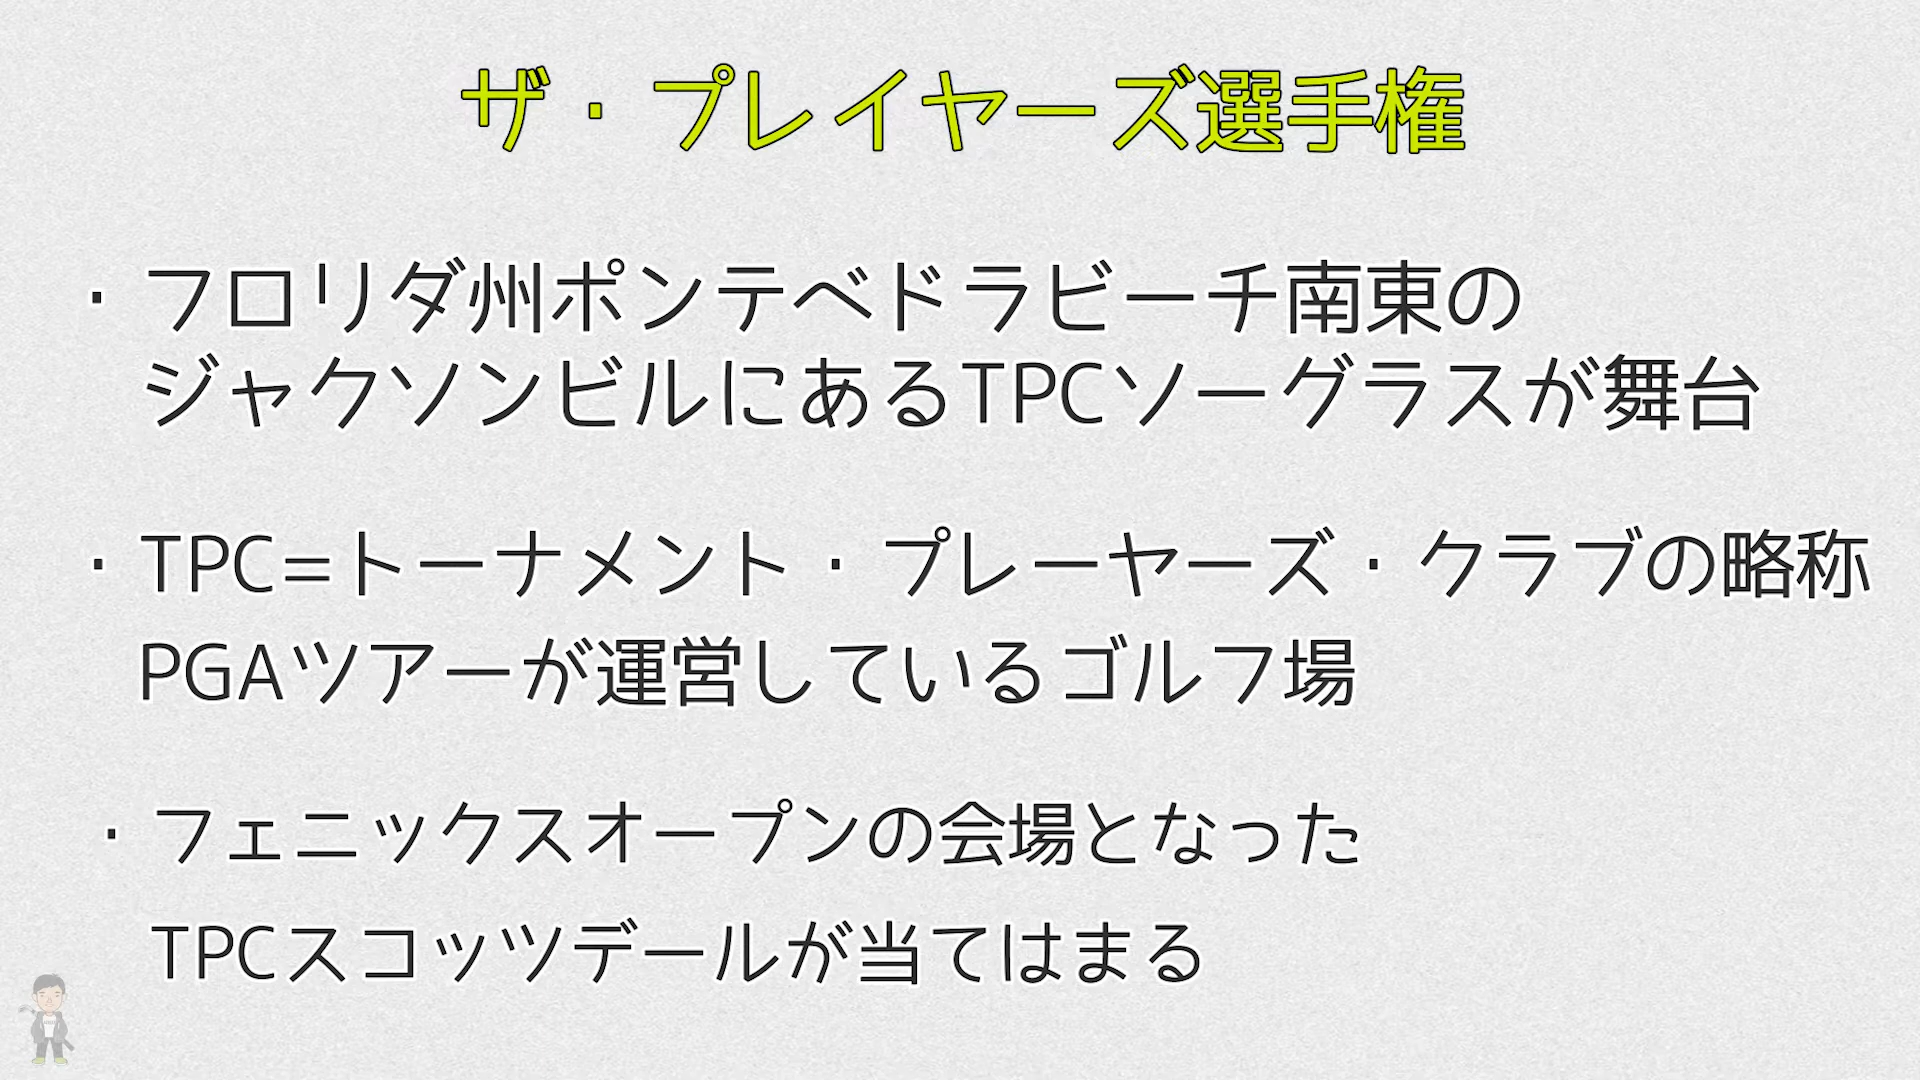 ザ・プレイヤーズ選手権
・フロリダ州ポンテベドラビーチ南東の
ジャクソンビルにあるTPCソーグラスが舞台
・TPC=トーナメント・プレーヤーズ・クラブの略称
PGAツアーが運営しているゴルフ場
・フェニックスオープンの会場となった
TPCスコッツデールが当てはまる